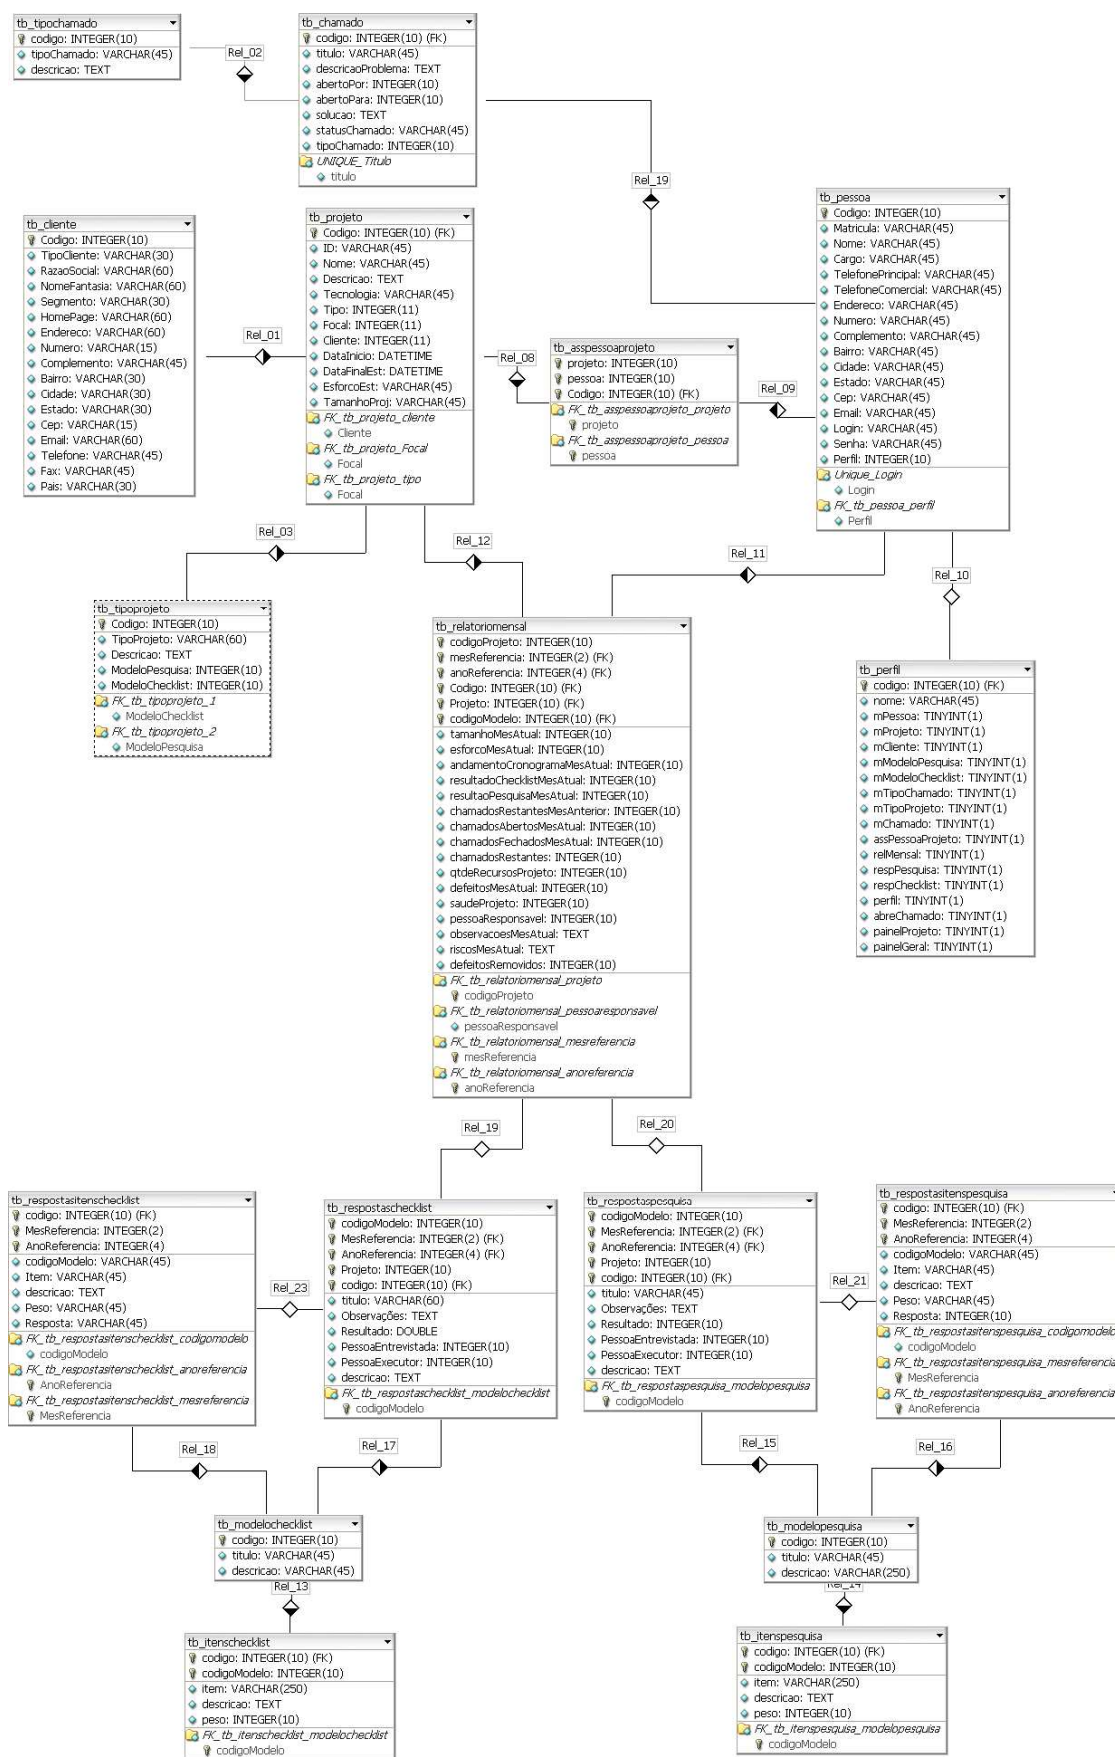 tb_tipochamado
codigo: INTEGER(10)
tipoChamado: VARCHAR(45)
descricao: TEXT
Rel_02
tb_chamado
codigo: INTEGER(10) (FK)
titulo: VARCHAR(45)
descricaoProblema: TEXT
abertoPor: INTEGER(10)
abertoPara: INTEGER(10)
solucao: TEXT
statusChamado: VARCHAR(45)
tipoChamado: INTEGER(10)
UNIQUE_Titulo
titulo
Rel_19
tb_cliente
Codigo: INTEGER(10)
TipoCliente: VARCHAR(30)
RazaoSocial: VARCHAR(60)
NomeFantasia: VARCHAR(60)
Segmento: VARCHAR(30)
HomePage: VARCHAR(60)
Endereco: VARCHAR(60)
Numero: VARCHAR(15)
Complemento: VARCHAR(45)
Bairro: VARCHAR(30)
Cidade: VARCHAR(30)
Estado: VARCHAR(30)
Cep: VARCHAR(15)
Email: VARCHAR(60)
Telefone: VARCHAR(45)
Fax: VARCHAR(45)
Pais: VARCHAR(30)
Rel_01
tb_projeto
Codigo: INTEGER(10) (FK)
ID: VARCHAR(45)
Nome: VARCHAR(45)
Descricao: TEXT
Tecnologia: VARCHAR(45)
Tipo: INTEGER(11)
Focal: INTEGER(11)
Cliente: INTEGER(11)
DataInicio: DATETIME
DataFinalEst: DATETIME
EsforcoEst: VARCHAR(45)
TamanhoProj: VARCHAR(45)
FK_tb_projeto_cliente
Cliente
FK_tb_projeto_Focal
Focal
FK_tb_projeto_tipo
Focal
Rel_08
tb_asspessoaprojeto
projeto: INTEGER(10)
pessoa: INTEGER(10)
Codigo: INTEGER(10) (FK)
FK_tb_asspessoaprojeto_projeto
projeto
FK_tb_asspessoaprojeto_pessoa
pessoa
Rel_09
tb_pessoa
Codigo: INTEGER(10)
Matricula: VARCHAR(45)
Nome: VARCHAR(45)
Cargo: VARCHAR(45)
TelefonePrincipal: VARCHAR(45)
TelefoneComercial: VARCHAR(45)
Endereco: VARCHAR(45)
Numero: VARCHAR(45)
Complemento: VARCHAR(45)
Bairro: VARCHAR(45)
Cidade: VARCHAR(45)
Estado: VARCHAR(45)
Cep: VARCHAR(45)
Email: VARCHAR(45)
Login: VARCHAR(45)
Senha: VARCHAR(45)
Perfil: INTEGER(10)
Unique_Login
Login
FK_tb_pessoa_perfil
Perfil
Rel_03
Rel_12
Rel_11
Rel_10
tb_tipoprojeto
Codigo: INTEGER(10)
TipoProjeto: VARCHAR(60)
Descricao: TEXT
ModeloPesquisa: INTEGER(10)
ModeloChecklist: INTEGER(10)
FK_tb_tipoprojeto_1
ModeloChecklist
FK_tb_tipoprojeto_2
ModeloPesquisa
tb_relatoriomensal
codigoProjeto: INTEGER(10)
mesReferencia: INTEGER(2) (FK)
anoReferencia: INTEGER(4) (FK)
Codigo: INTEGER(10) (FK)
Projeto: INTEGER(10) (FK)
codigoModelo: INTEGER(10) (FK)
tamanhoMesAtual: INTEGER(10)
esforcoMesAtual: INTEGER(10)
andamentoCronogramaMesAtual: INTEGER(10)
resultadoChecklistMesAtual: INTEGER(10)
resultaoPesquisaMesAtual: INTEGER(10)
chamadosRestantesMesAnterior: INTEGER(10)
chamadosAbertosMesAtual: INTEGER(10)
chamadosFechadosMesAtual: INTEGER(10)
chamadosRestantes: INTEGER(10)
qtdeRecursosProjeto: INTEGER(10)
defeitosMesAtual: INTEGER(10)
saudeProjeto: INTEGER(10)
pessoaResponsavel: INTEGER(10)
observacoesMesAtual: TEXT
riscosMesAtual: TEXT
defeitosRemovidos: INTEGER(10)
FK_tb_relatoriomensal_projeto
codigoProjeto
FK_tb_relatoriomensal_pessoaresponsavel
pessoaResponsavel
FK_tb_relatoriomensal_mesreferencia
mesReferencia
FK_tb_relatoriomensal_anoreferencia
anoReferencia
tb_perfil
codigo: INTEGER(10) (FK)
nome: VARCHAR(45)
mPessoa: TINYINT(1)
mProjeto: TINYINT(1)
mCliente: TINYINT(1)
mModeloPesquisa: TINYINT(1)
mModeloChecklist: TINYINT(1)
mTipoChamado: TINYINT(1)
mTipoProjeto: TINYINT(1)
mChamado: TINYINT(1)
assPessoaProjeto: TINYINT(1)
relMensal: TINYINT(1)
respPesquisa: TINYINT(1)
respChecklist: TINYINT(1)
perfil: TINYINT(1)
abreChamado: TINYINT(1)
painelProjeto: TINYINT(1)
painelGeral: TINYINT(1)
Rel_19
Rel_20
tb_respostasitenschecklist
codigo: INTEGER(10) (FK)
MesReferencia: INTEGER(2)
AnoReferencia: INTEGER(4)
codigoModelo: VARCHAR(45)
Item: VARCHAR(45)
descricao: TEXT
Peso: VARCHAR(45)
Resposta: VARCHAR(45)
FK_tb_respostasitenschecklist_codigomodelo
codigoModelo
FK_tb_respostasitenschecklist_anoreferencia
AnoReferencia
FK_tb_respostasitenschecklist_mesreferencia
MesReferencia
Rel_23
tb_respostaschecklist
codigoModelo: INTEGER(10)
MesReferencia: INTEGER(2) (FK)
AnoReferencia: INTEGER(4) (FK)
Projeto: INTEGER(10)
codigo: INTEGER(10) (FK)
titulo: VARCHAR(60)
Observações: TEXT
Resultado: DOUBLE
PessoaEntrevistada: INTEGER(10)
PessoaExecutor: INTEGER(10)
descricao: TEXT
FK_tb_respostaschecklist_modelochecklist
codigoModelo
tb_respostaspesquisa
codigoModelo: INTEGER(10)
MesReferencia: INTEGER(2) (FK)
AnoReferencia: INTEGER(4) (FK)
Projeto: INTEGER(10)
codigo: INTEGER(10) (FK)
titulo: VARCHAR(45)
Observações: TEXT
Resultado: INTEGER(10)
PessoaEntrevistada: INTEGER(10)
PessoaExecutor: INTEGER(10)
descricao: TEXT
FK_tb_respostaspesquisa_modelopesquisa
codigoModelo
Rel_21
tb_respostasitenspesquisa
codigo: INTEGER(10) (FK)
MesReferencia: INTEGER(2)
AnoReferencia: INTEGER(4)
codigoModelo: VARCHAR(45)
Item: VARCHAR(45)
descricao: TEXT
Peso: VARCHAR(45)
Resposta: INTEGER(10)
FK_tb_respostasitenspesquisa_codigomodelo
codigoModelo
FK_tb_respostasitenspesquisa_mesreferencia
MesReferencia
FK_tb_respostasitenspesquisa_anoreferencia
AnoReferencia
Rel_18
Rel_17
Rel_15
Rel_16
tb_modelochecklist
codigo: INTEGER(10)
titulo: VARCHAR(45)
descricao: VARCHAR(45)
Rel_13
tb_itenschecklist
codigo: INTEGER(10) (FK)
codigoModelo: INTEGER(10)
item: VARCHAR(250)
descricao: TEXT
peso: INTEGER(10)
FK_tb_itenschecklist_modelochecklist
codigoModelo
tb_modelopesquisa
codigo: INTEGER(10)
titulo: VARCHAR(45)
descricao: VARCHAR(250)
Rel_14
tb_itenspesquisa
codigo: INTEGER(10) (FK)
codigoModelo: INTEGER(10)
item: VARCHAR(250)
descricao: TEXT
peso: INTEGER(10)
FK_tb_itenspesquisa_modelopesquisa
codigoModelo